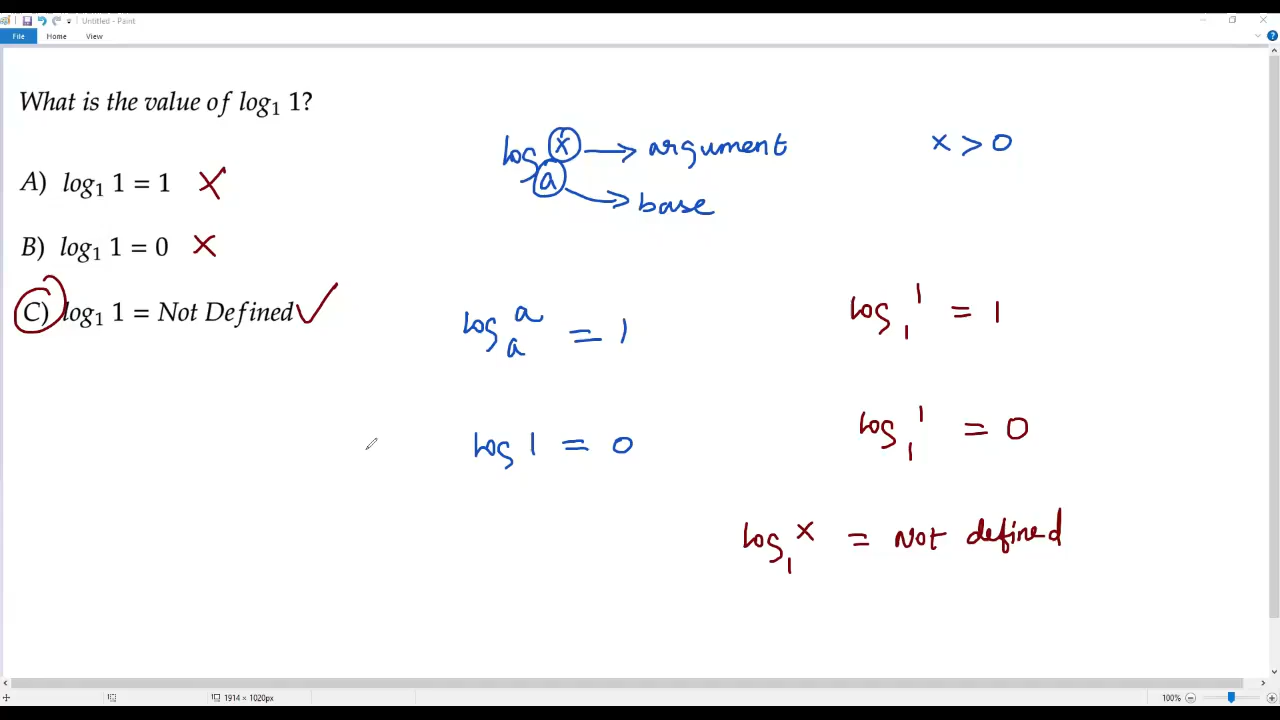 Untitled - Paint
File Home View
What is the value of log₁ 1?
A) log₁ 1 = 1 X
B) log₁ 1 = 0 X
C) log₁ 1 = Not Defined ✓
logₐ x → argument
→ base
x > 0
logₐ a = 1
log₁ 1 = 1
log 1 = 0
log₁ 1 = 0
log₁ x = Not defined
1914 × 1020px
100%